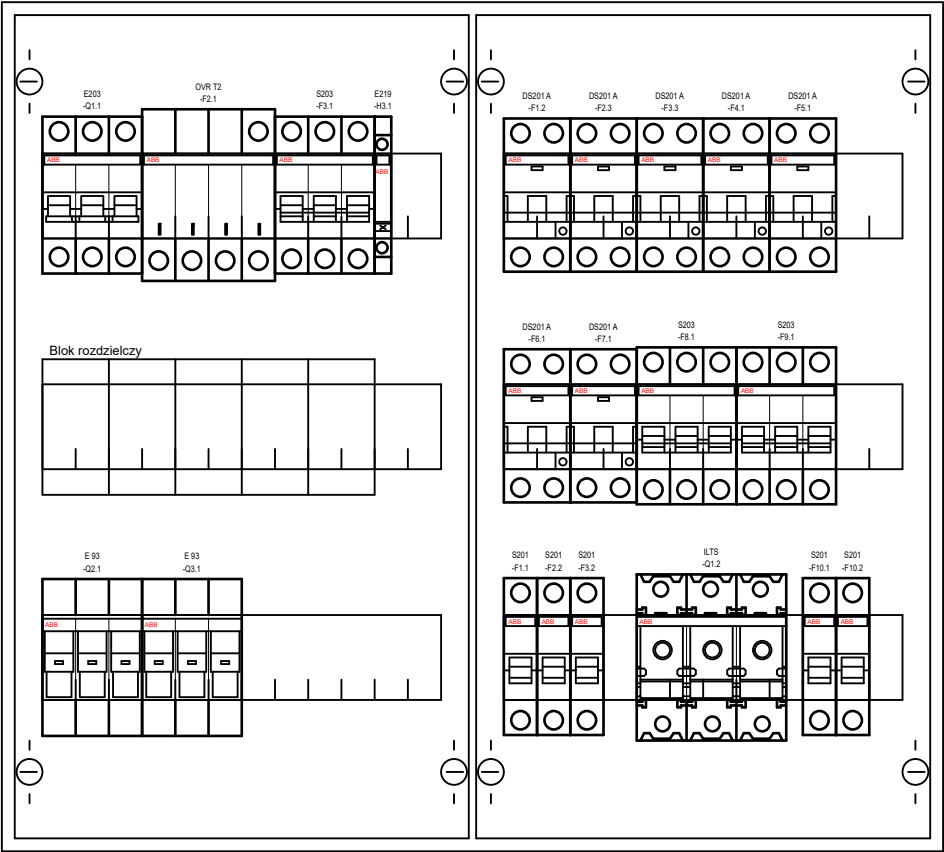 E203
-Q1.1
OVR T2
-F2.1
S203
-F3.1
E219
-H3.1
ABB
ABB
ABB
ABB
DS201 A
-F1.2
DS201 A
-F2.3
DS201 A
-F3.3
DS201 A
-F4.1
DS201 A
-F5.1
ABB
ABB
ABB
ABB
ABB
Blok rozdzielczy
DS201 A
-F6.1
DS201 A
-F7.1
S203
-F8.1
S203
-F9.1
ABB
ABB
ABB
ABB
E 93
-Q2.1
E 93
-Q3.1
ABB
ABB
S201
-F1.1
S201
-F2.2
S201
-F3.2
ILTS
-Q1.2
S201
-F10.1
S201
-F10.2
ABB
ABB
ABB
ABB
ABB
ABB